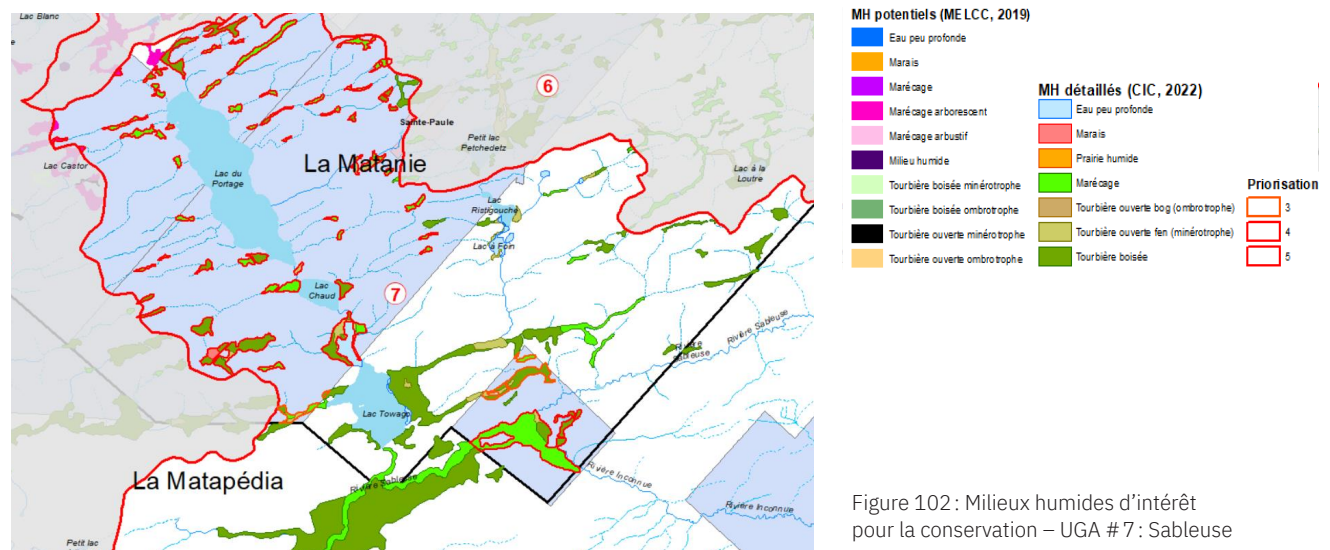 Lac Blanc
6
Sainte-Paule
Petit lac
Petchedetz
La Matanie
Lac Castor
Lac du
Portage
Lac à la
Loutre
Lac
Ristigouche
Lac à Foin
Lac
Chaud
7
Rivière Sableuse
Rivière
Sableuse
Lac Towago
Rivière Inconnue
La Matapédia
Rivière Sableuse
Rivière Inconnue
Petit lac
MH potentiels (MELCC, 2019)
Eau peu profonde
Marais
Marécage
Marécage arborescent
Marécage arbustif
Milieu humide
Tourbière boisée minérotrophe
Tourbière boisée ombrotrophe
Tourbière ouverte minérotrophe
Tourbière ouverte ombrotrophe
MH détaillés (CIC, 2022)
Eau peu profonde
Marais
Prairie humide
Marécage
Tourbière ouverte bog (ombrotrophe)
Tourbière ouverte fen (minérotrophe)
Tourbière boisée
Priorisation
3
4
5
Figure 102 : Milieux humides d’intérêt
pour la conservation – UGA # 7 : Sableuse